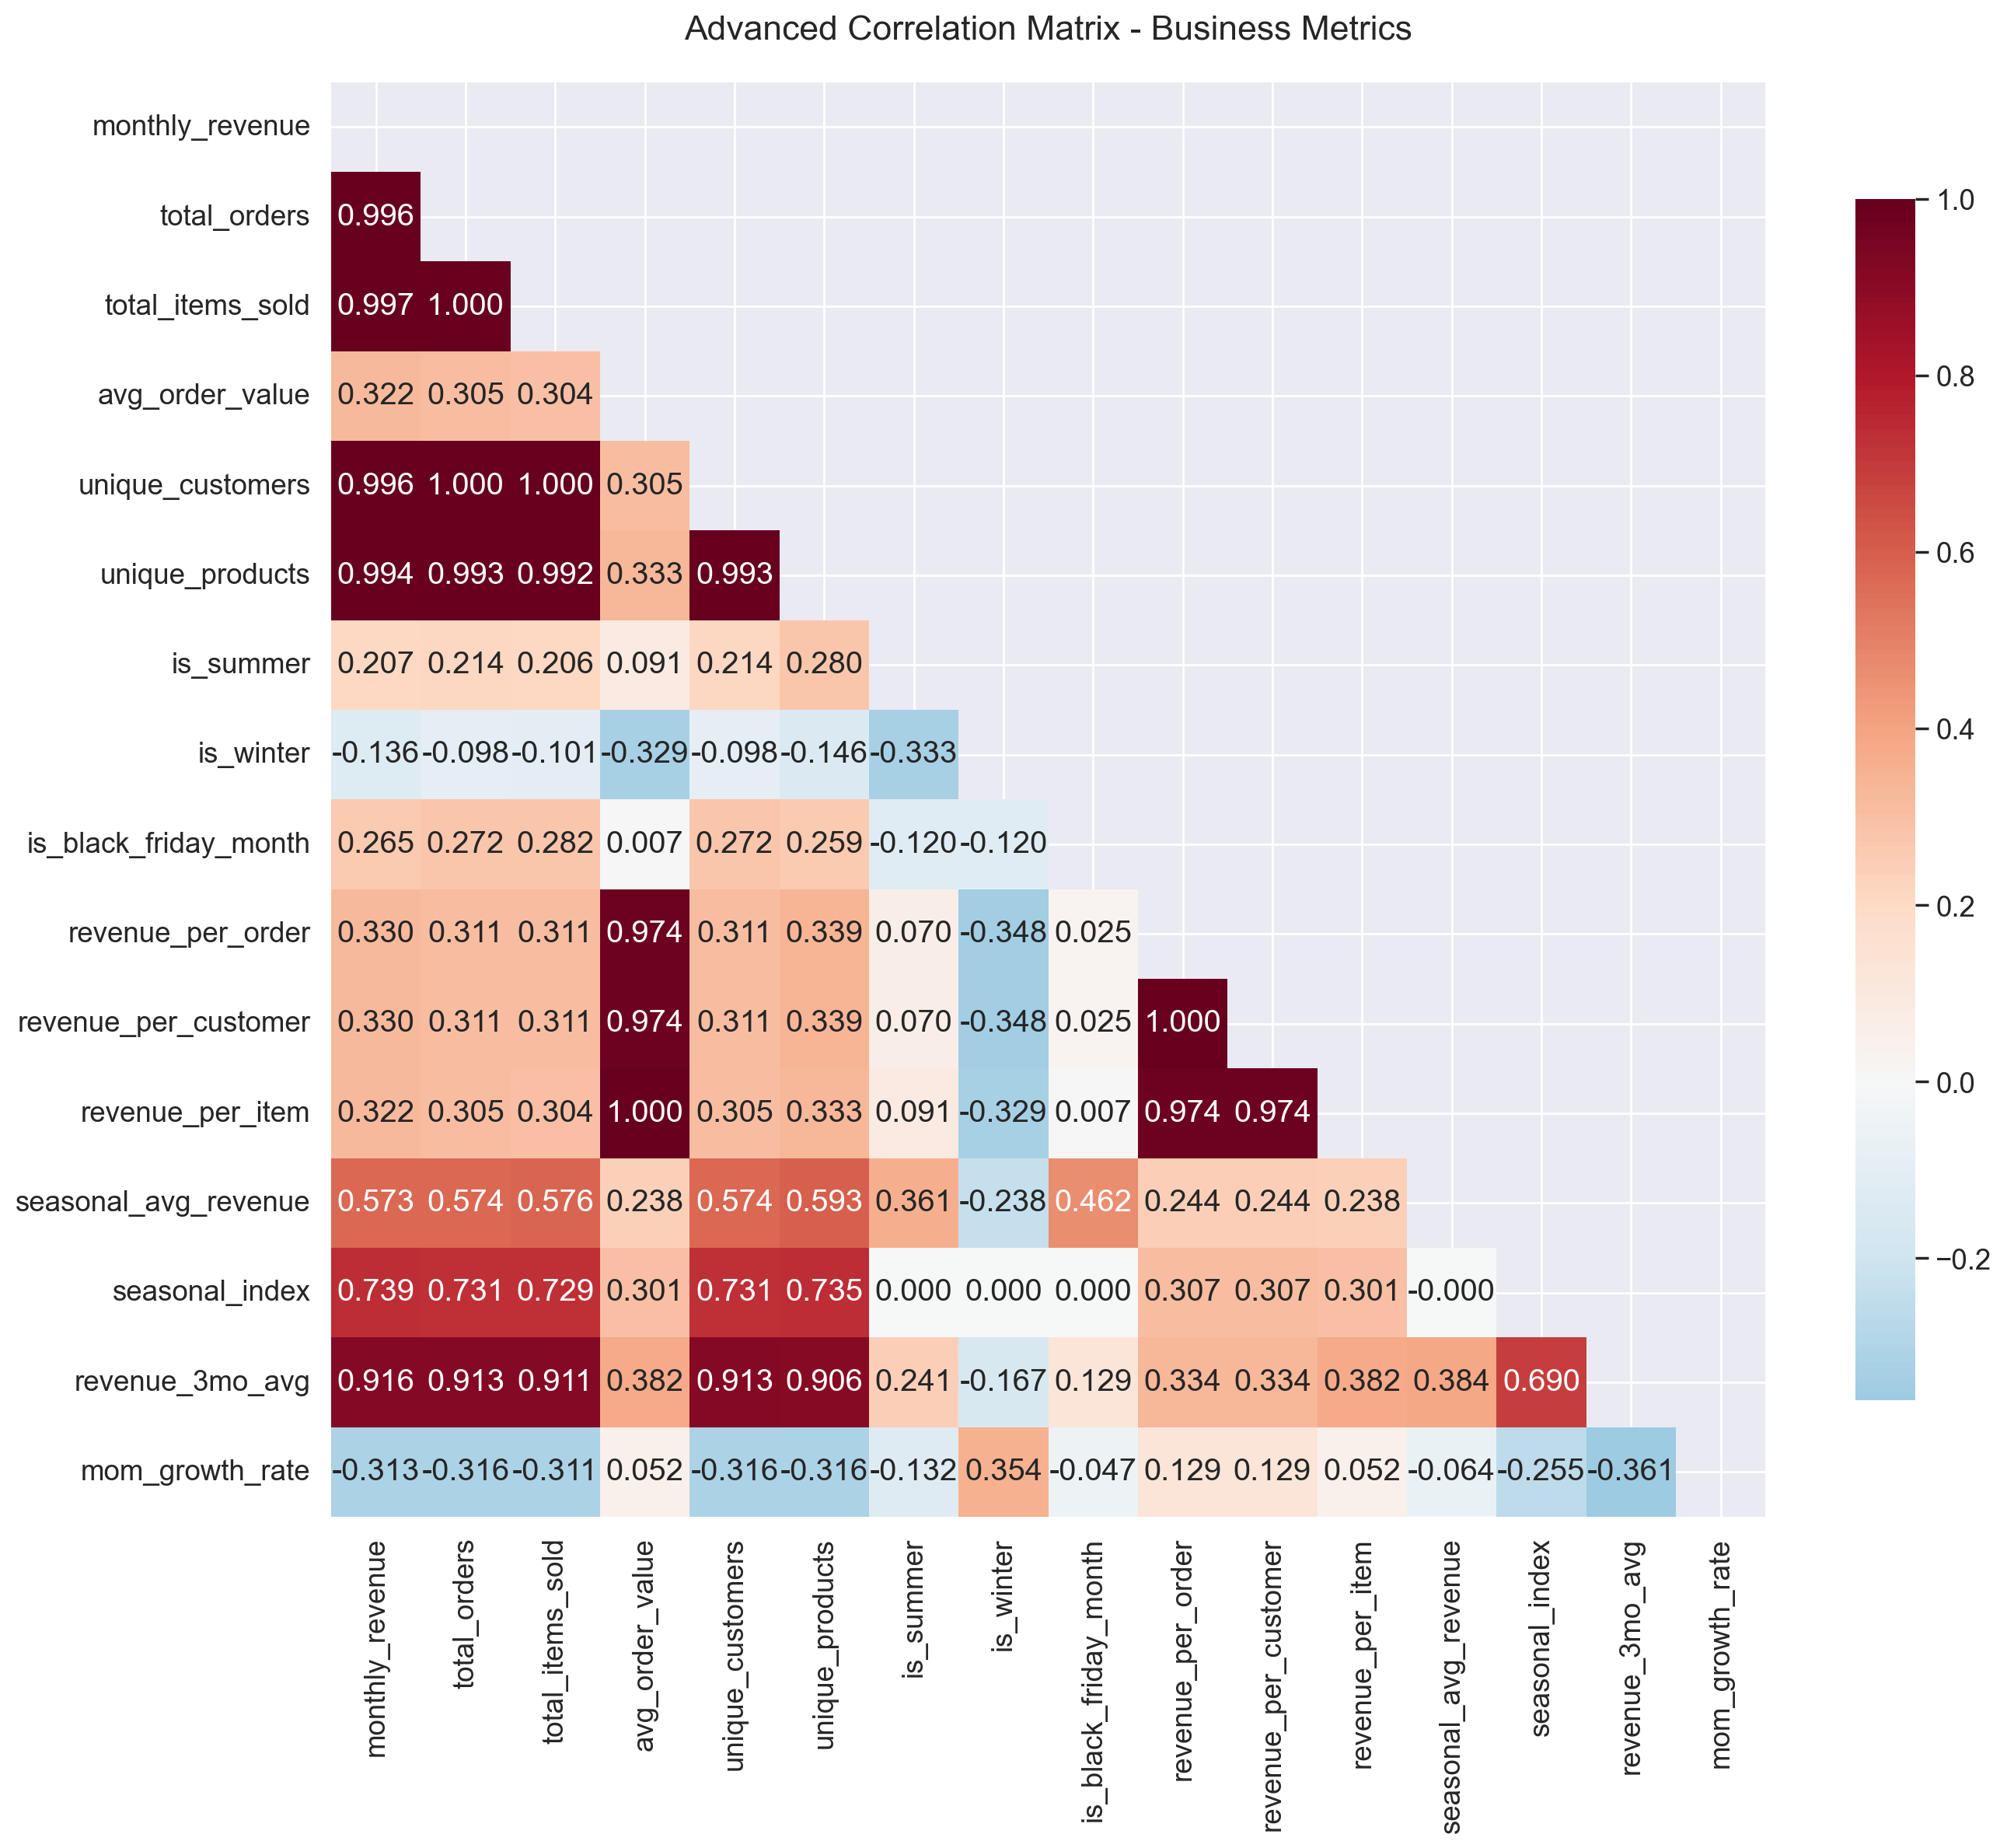 Advanced Correlation Matrix - Business Metrics
monthly_revenue
total_orders 0.996
total_items_sold 0.997 1.000
avg_order_value 0.322 0.305 0.304
unique_customers 0.996 1.000 1.000 0.305
unique_products 0.994 0.993 0.992 0.333 0.993
is_summer 0.207 0.214 0.206 0.091 0.214 0.280
is_winter -0.136 -0.098 -0.101 -0.329 -0.098 -0.146 -0.333
is_black_friday_month 0.265 0.272 0.282 0.007 0.272 0.259 -0.120 -0.120
revenue_per_order 0.330 0.311 0.311 0.974 0.311 0.339 0.070 -0.348 0.025
revenue_per_customer 0.330 0.311 0.311 0.974 0.311 0.339 0.070 -0.348 0.025 1.000
revenue_per_item 0.322 0.305 0.304 1.000 0.305 0.333 0.091 -0.329 0.007 0.974 0.974
seasonal_avg_revenue 0.573 0.574 0.576 0.238 0.574 0.593 0.361 -0.238 0.462 0.244 0.244 0.238
seasonal_index 0.739 0.731 0.729 0.301 0.731 0.735 0.000 0.000 0.000 0.307 0.307 0.301 -0.000
revenue_3mo_avg 0.916 0.913 0.911 0.382 0.913 0.906 0.241 -0.167 0.129 0.334 0.334 0.382 0.384 0.690
mom_growth_rate -0.313 -0.316 -0.311 0.052 -0.316 -0.316 -0.132 0.354 -0.047 0.129 0.129 0.052 -0.064 -0.255 -0.361
monthly_revenue
total_orders
total_items_sold
avg_order_value
unique_customers
unique_products
is_summer
is_winter
is_black_friday_month
revenue_per_order
revenue_per_customer
revenue_per_item
seasonal_avg_revenue
seasonal_index
revenue_3mo_avg
mom_growth_rate
1.0
0.8
0.6
0.4
0.2
0.0
−0.2